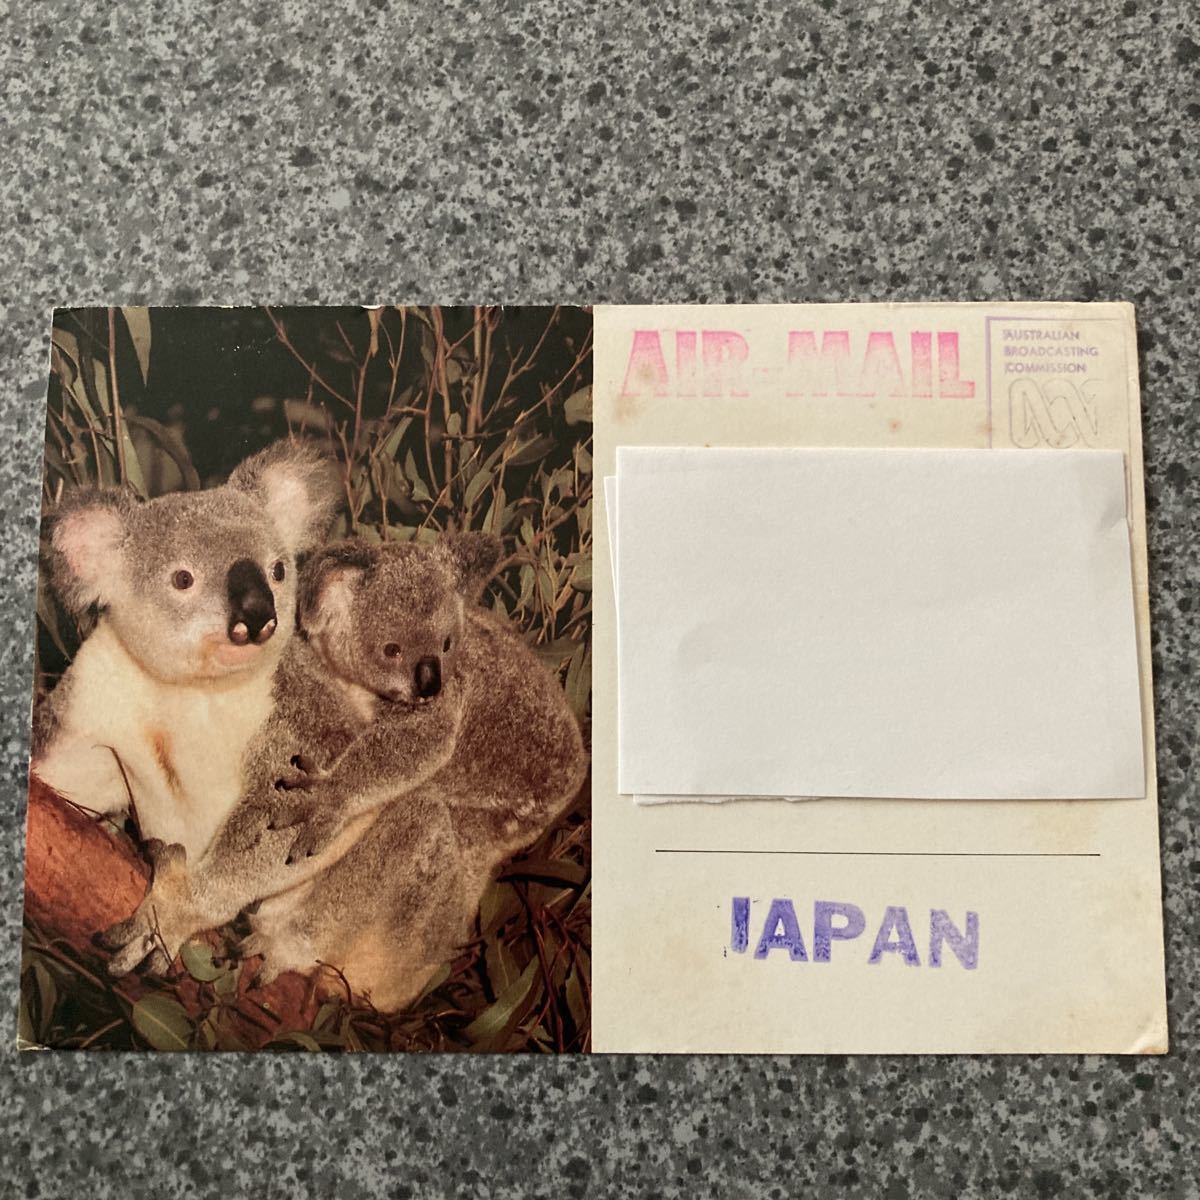 AIR-MAIL
AUSTRALIAN
BROADCASTING
COMMISSION
JAPAN